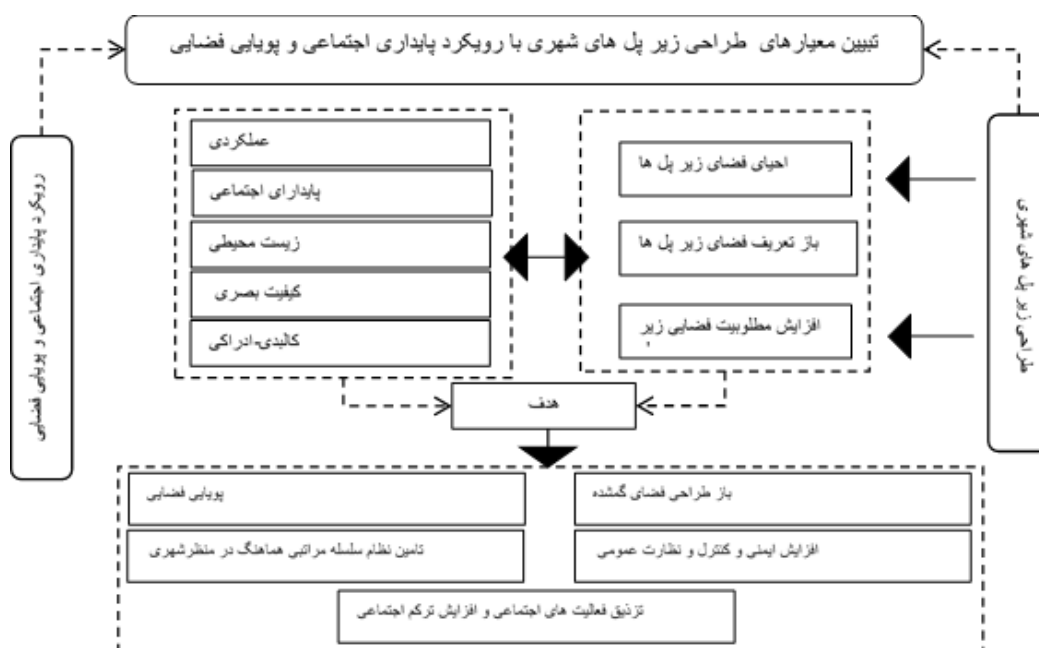 تبیین معیارهای طراحی زیر پل های شهری با رویکرد پایداری اجتماعی و پویایی فضایی
طراحی زیر پل های شهری
احیای فضای زیر پل ها
باز تعریف فضای زیر پل ها
افزایش مطلوبیت فضایی زیر
عملکردی
پایدارای اجتماعی
زیست محیطی
کیفیت بصری
کالبدی-ادراکی
رویکرد پایداری اجتماعی و پویایی فضایی
هدف
باز طراحی فضای گمشده
پویایی فضایی
افزایش ایمنی و کنترل و نظارت عمومی
تامین نظام سلسله مراتبی هماهنگ در منظرشهری
تزذیق فعالیت های اجتماعی و افزایش ترکم اجتماعی